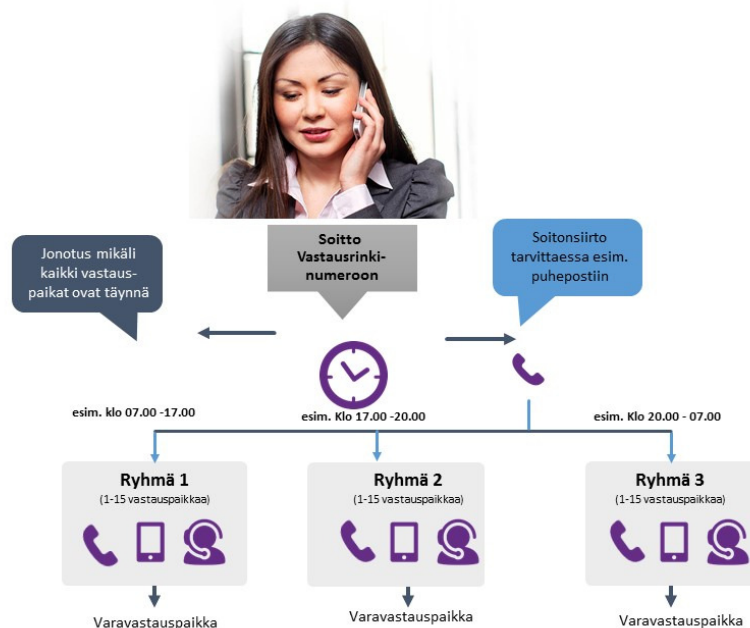 Jonotus mikäli
kaikki vastaus-
paikat ovat täynnä
Soitto
Vastausrinki-
numeroon
Soitonsiirto
tarvittaessa esim.
puhepostiin
esim. klo 07.00 -17.00
esim. Klo 17.00 -20.00
esim. Klo 20.00 - 07.00
Ryhmä 1
(1-15 vastauspaikkaa)
Ryhmä 2
(1-15 vastauspaikkaa)
Ryhmä 3
(1-15 vastauspaikkaa)
Varavastauspaikka
Varavastauspaikka
Varavastauspaikka